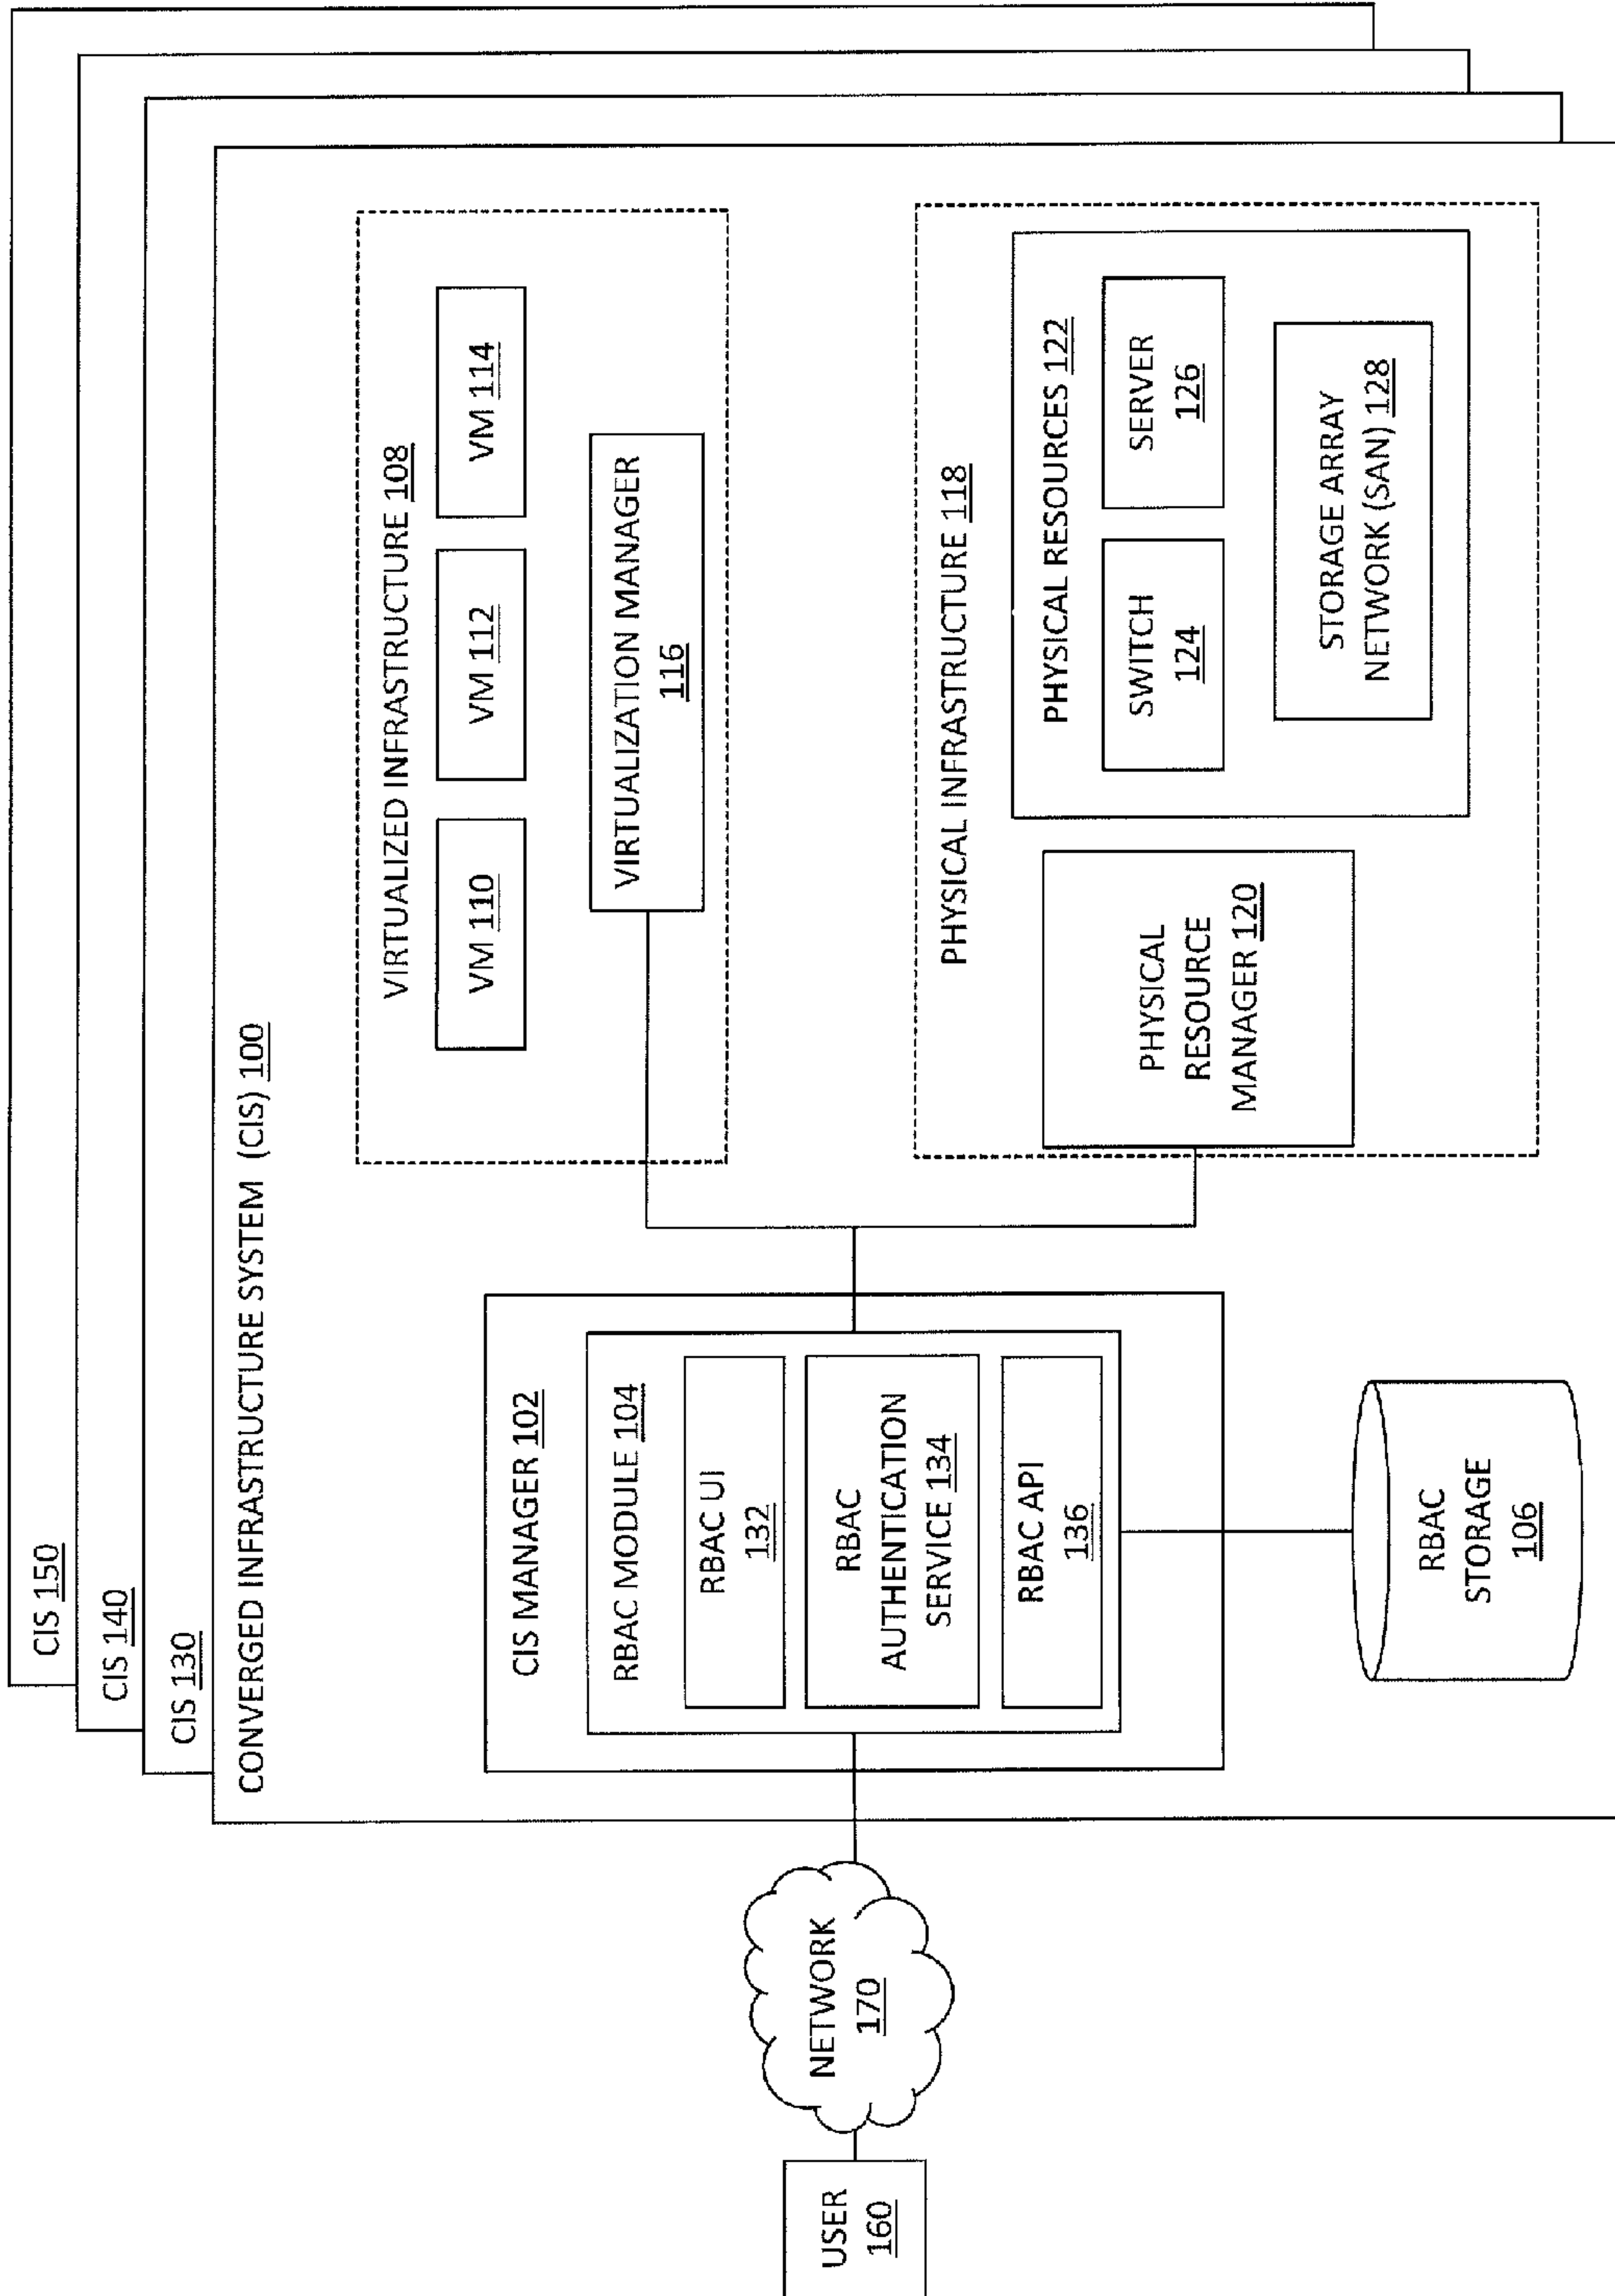 CIS 150
CIS 140
CIS 130
CONVERGED INFRASTRUCTURE SYSTEM (CIS) 100
USER
160
NETWORK
170
CIS MANAGER 102
RBAC MODULE 104
RBAC UI
132
RBAC
AUTHENTICATION
SERVICE 134
RBAC API
136
RBAC
STORAGE
106
VIRTUALIZED INFRASTRUCTURE 108
VM 110
VM 112
VM 114
VIRTUALIZATION MANAGER
116
PHYSICAL INFRASTRUCTURE 118
PHYSICAL
RESOURCE
MANAGER 120
PHYSICAL RESOURCES 122
SWITCH
124
SERVER
126
STORAGE ARRAY
NETWORK (SAN) 128